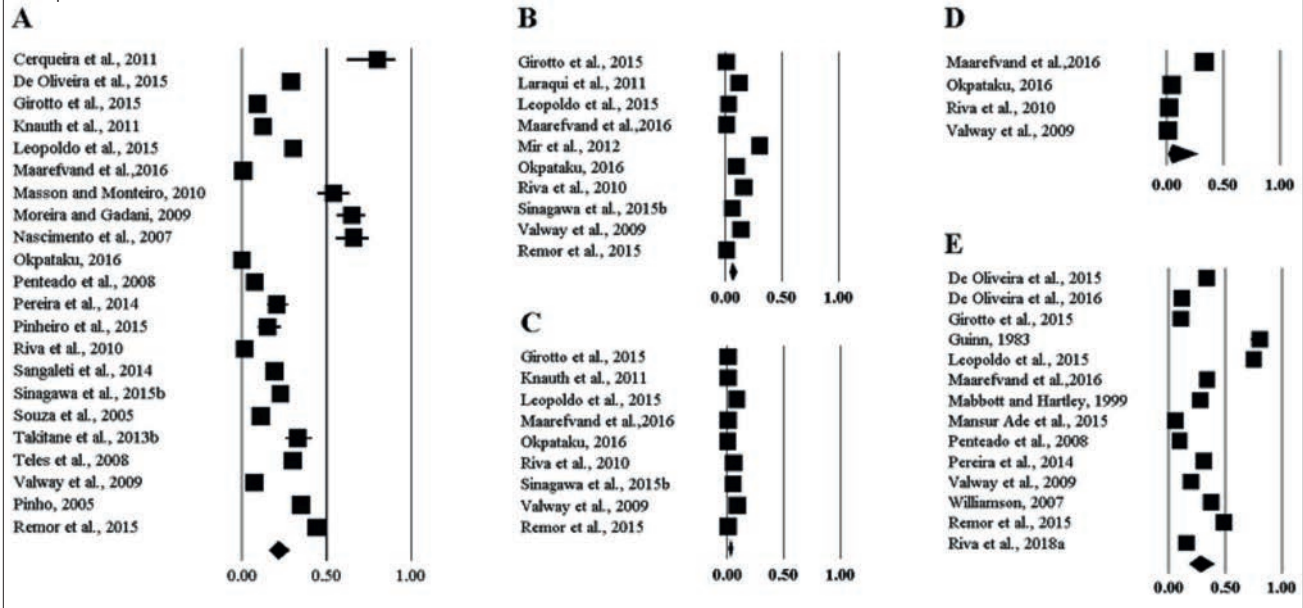 A
Cerqueira et al., 2011
De Oliveira et al., 2015
Girotto et al., 2015
Knauth et al., 2011
Leopoldo et al., 2015
Maarefvand et al.,2016
Masson and Monteiro, 2010
Moreira and Gadani, 2009
Nascimento et al., 2007
Okpataku, 2016
Penteado et al., 2008
Pereira et al., 2014
Pinheiro et al., 2015
Riva et al., 2010
Sangaleti et al., 2014
Sinagawa et al., 2015b
Souza et al., 2005
Takitane et al., 2013b
Teles et al., 2008
Valway et al., 2009
Pinho, 2005
Remor et al., 2015
0.00 0.50 1.00
B
Girotto et al., 2015
Laraqui et al., 2011
Leopoldo et al., 2015
Maarefvand et al.,2016
Mir et al., 2012
Okpataku, 2016
Riva et al., 2010
Sinagawa et al., 2015b
Valway et al., 2009
Remor et al., 2015
0.00 0.50 1.00
C
Girotto et al., 2015
Knauth et al., 2011
Leopoldo et al., 2015
Maarefvand et al.,2016
Okpataku, 2016
Riva et al., 2010
Sinagawa et al., 2015b
Valway et al., 2009
Remor et al., 2015
0.00 0.50 1.00
D
Maarefvand et al.,2016
Okpataku, 2016
Riva et al., 2010
Valway et al., 2009
0.00 0.50 1.00
E
De Oliveira et al., 2015
De Oliveira et al., 2016
Girotto et al., 2015
Guinn, 1983
Leopoldo et al., 2015
Maarefvand et al.,2016
Mabbott and Hartley, 1999
Mansur Ade et al., 2015
Penteado et al., 2008
Pereira et al., 2014
Valway et al., 2009
Williamson, 2007
Remor et al., 2015
Riva et al., 2018a
0.00 0.50 1.00